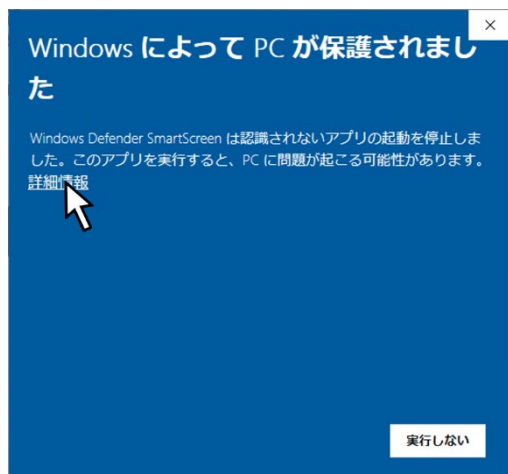 Windows によって PC が保護されまし
た
Windows Defender SmartScreen は認識されないアプリの起動を停止しま
した。このアプリを実行すると、PC に問題が起こる可能性があります。
詳細情報
実行しない